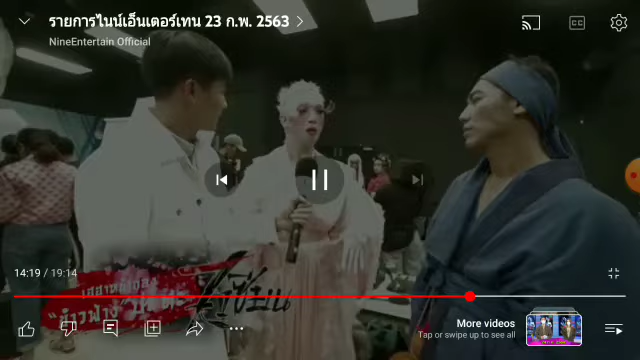 รายการไนน์เอ็นเตอร์เทน 23 ก.พ. 2563
NineEntertain Official
CC
14:19 / 19:14
More videos
Tap or swipe up to see all